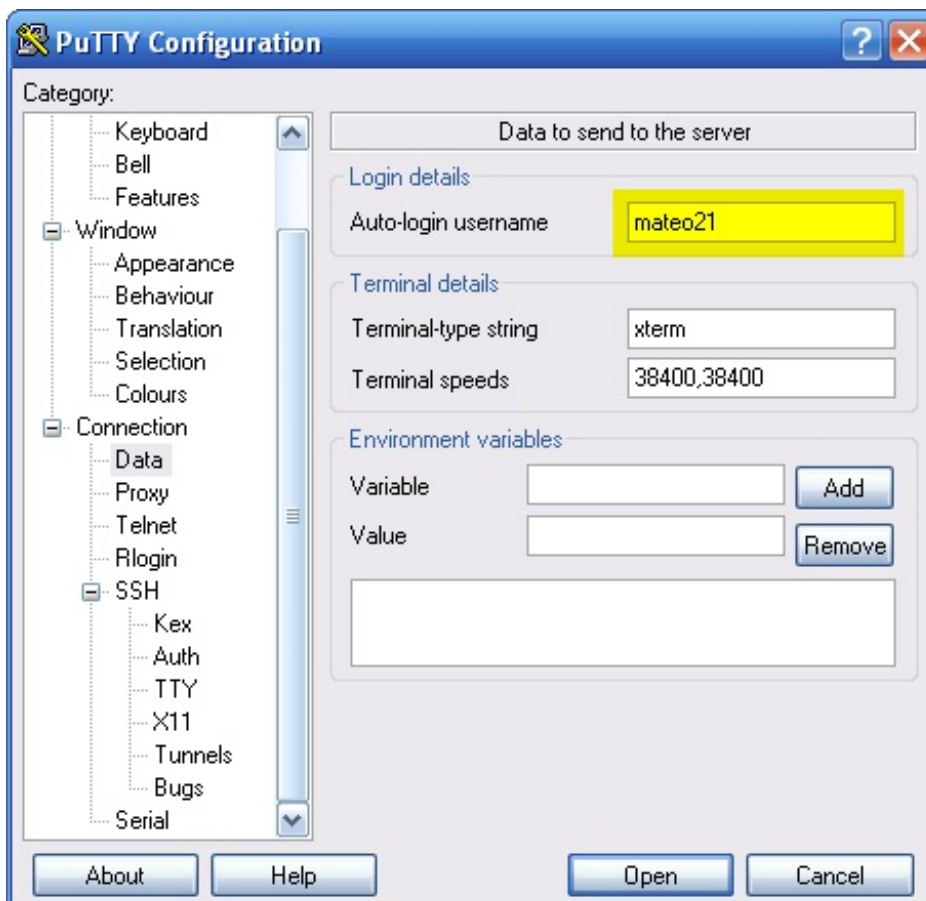 PuTTY Configuration
Category:
Keyboard
Bell
Features
Window
Appearance
Behaviour
Translation
Selection
Colours
Connection
Data
Proxy
Telnet
Rlogin
SSH
Kex
Auth
TTY
X11
Tunnels
Bugs
Serial
Data to send to the server
Login details
Auto-login username mateo21
Terminal details
Terminal-type string xterm
Terminal speeds 38400,38400
Environment variables
Variable Add
Value Remove
About Help Open Cancel